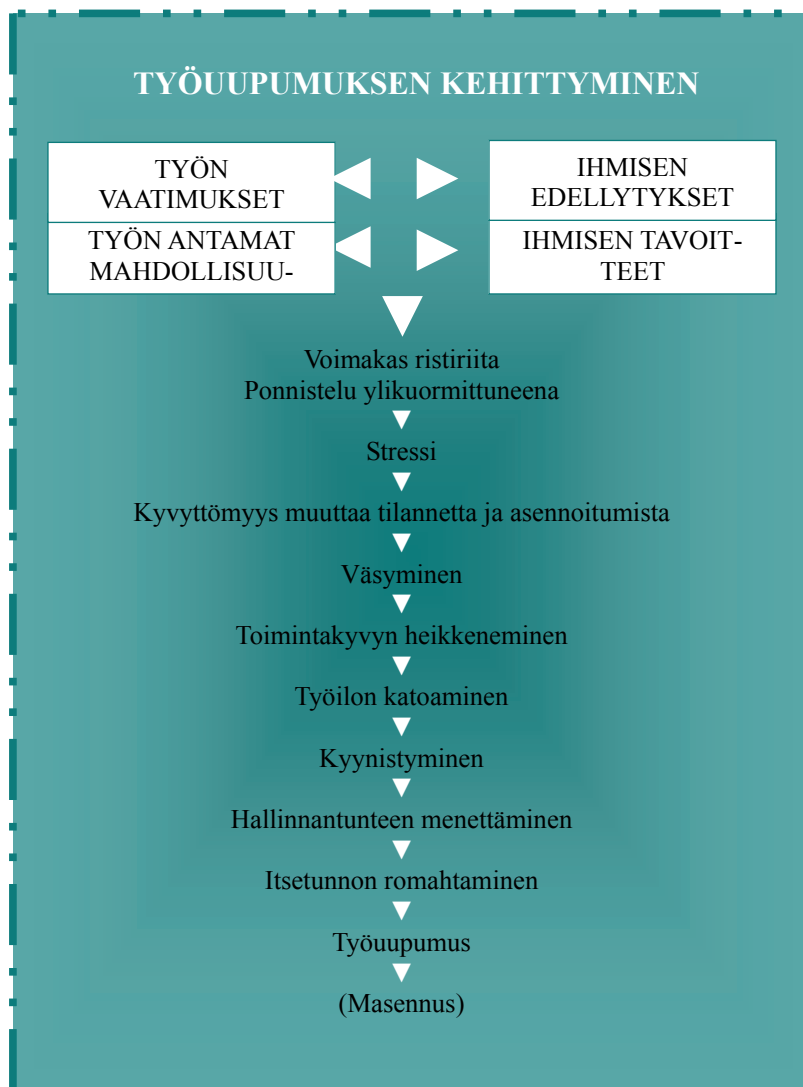 TYÖUUPUMUKSEN KEHITTYMINEN
TYÖN
VAATIMUKSET
IHMISEN
EDELLYTYKSET
TYÖN ANTAMAT
MAHDOLLISUU-
IHMISEN TAVOIT-
TEET
Voimakas ristiriita
Ponnistelu ylikuormittuneena
Stressi
Kyvyttömyys muuttaa tilannetta ja asennoitumista
Väsyminen
Toimintakyvyn heikkeneminen
Työilon katoaminen
Kyynistyminen
Hallinnantunteen menettäminen
Itsetunnon romahtaminen
Työuupumus
(Masennus)